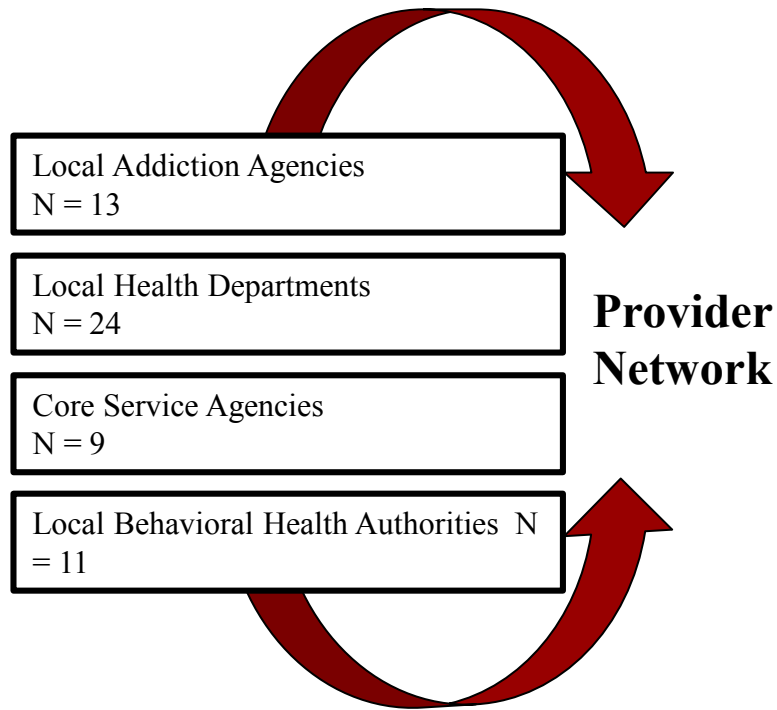 Local Addiction Agencies
N = 13
Local Health Departments
N = 24
Core Service Agencies
N = 9
Local Behavioral Health Authorities  N
= 11
Provider
Network